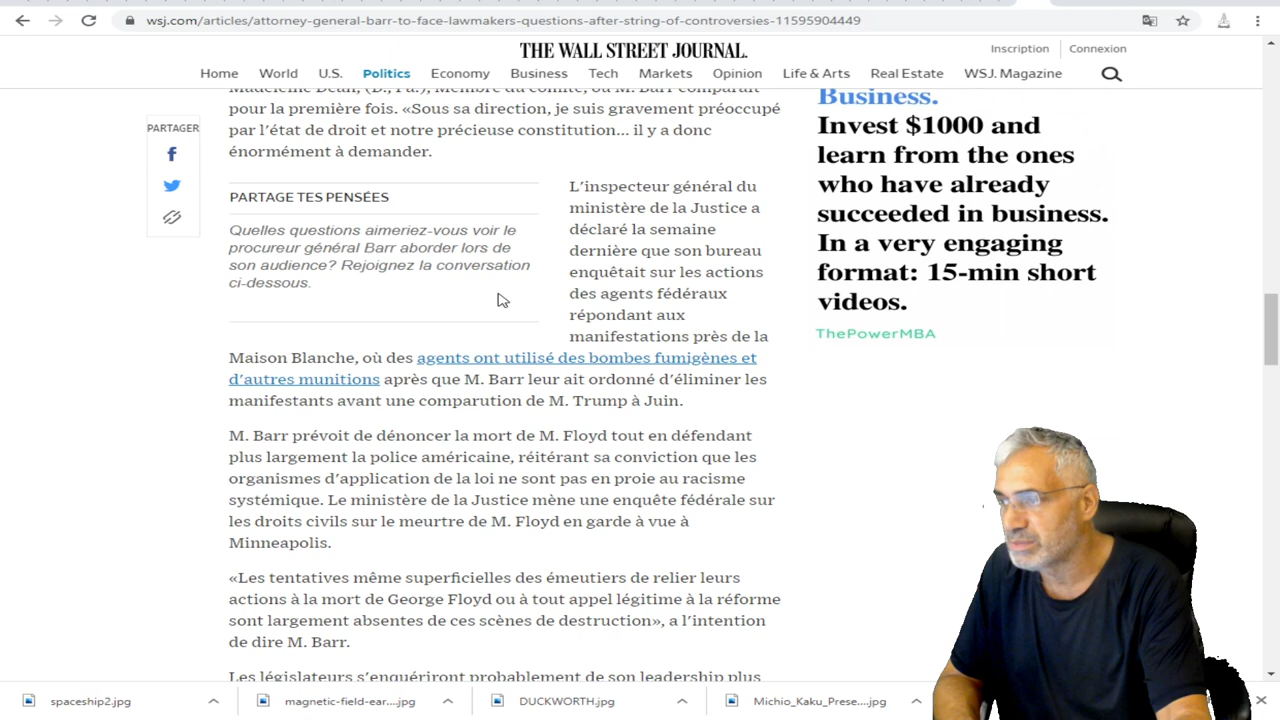 wsj.com/articles/attorney-general-barr-to-face-lawmakers-questions-after-string-of-controversies-11595904449
THE WALL STREET JOURNAL.
Inscription
Connexion
Home World U.S. Politics Economy Business Tech Markets Opinion Life & Arts Real Estate WSJ. Magazine
PARTAGER
Madeleine Dean, (D., Pa.), Membre du comité, où M. Barr comparaît
pour la première fois. «Sous sa direction, je suis gravement préoccupé
par l'état de droit et notre précieuse constitution... il y a donc
énormément à demander.
PARTAGE TES PENSÉES
Quelles questions aimeriez-vous voir le
procureur général Barr aborder lors de
son audience? Rejoignez la conversation
ci-dessous.
L'inspecteur général du
ministère de la Justice a
déclaré la semaine
dernière que son bureau
enquêtait sur les actions
des agents fédéraux
répondant aux
manifestations près de la
Maison Blanche, où des agents ont utilisé des bombes fumigènes et
d'autres munitions après que M. Barr leur ait ordonné d'éliminer les
manifestants avant une comparution de M. Trump à Juin.
M. Barr prévoit de dénoncer la mort de M. Floyd tout en défendant
plus largement la police américaine, réitérant sa conviction que les
organismes d'application de la loi ne sont pas en proie au racisme
systémique. Le ministère de la Justice mène une enquête fédérale sur
les droits civils sur le meurtre de M. Floyd en garde à vue à
Minneapolis.
«Les tentatives même superficielles des émeutiers de relier leurs
actions à la mort de George Floyd ou à tout appel légitime à la réforme
sont largement absentes de ces scènes de destruction», a l'intention
de dire M. Barr.
Les législateurs s'enquériront probablement de son leadership plus
Business.
Invest $1000 and
learn from the ones
who have already
succeeded in business.
In a very engaging
format: 15-min short
videos.
ThePowerMBA
spaceship2.jpg
magnetic-field-ear....jpg
DUCKWORTH.jpg
Michio_Kaku_Prese....jpg